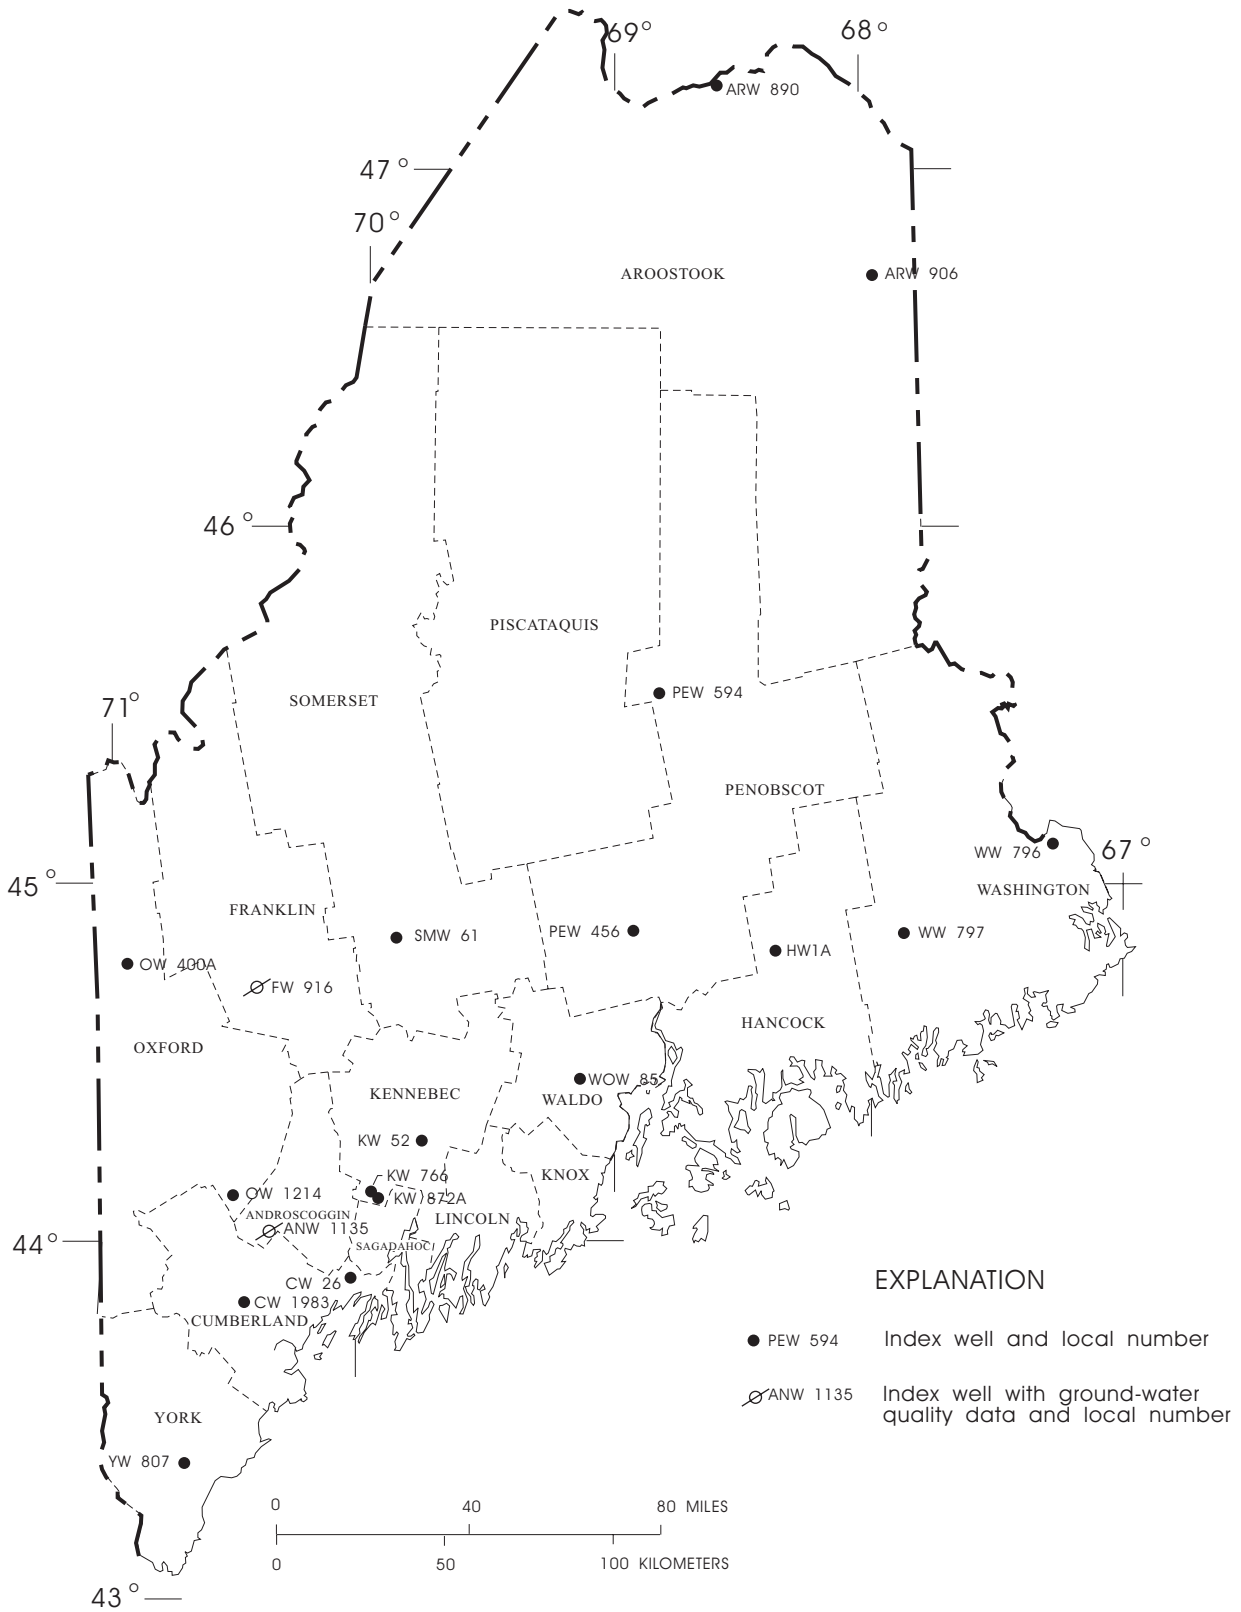 69°
68°
ARW 890
47°
70°
AROOSTOOK
ARW 906
46°
PISCATAQUIS
SOMERSET
PEW 594
71°
PENOBSCOT
WW 796
67°
45°
WASHINGTON
FRANKLIN
SMW 61
PEW 456
WW 797
HW1A
OW 400A
FW 916
HANCOCK
OXFORD
WOW 85
KENNEBEC
WALDO
KW 52
KW 766
KNOX
OW 1214
KW 872A
ANDROSCOGGIN
LINCOLN
ANW 1135
44°
SAGADAHOC
CW 26
EXPLANATION
CW 1983
CUMBERLAND
PEW 594 Index well and local number
ANW 1135 Index well with ground-water
quality data and local number
YORK
YW 807
0 40 80 MILES
0 50 100 KILOMETERS
43°